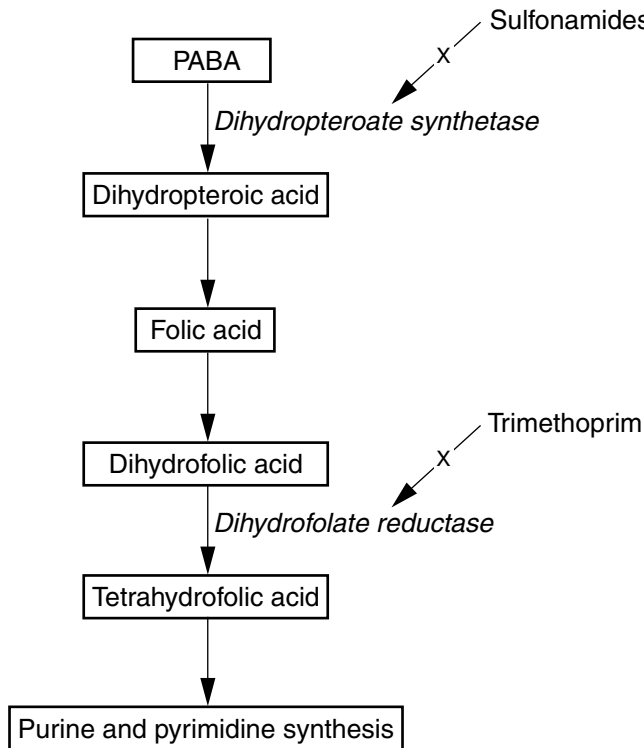 Sulfonamides
X
PABA
Dihydropteroate synthetase
Dihydropteroic acid
Folic acid
Trimethoprim
X
Dihydrofolic acid
Dihydrofolate reductase
Tetrahydrofolic acid
Purine and pyrimidine synthesis